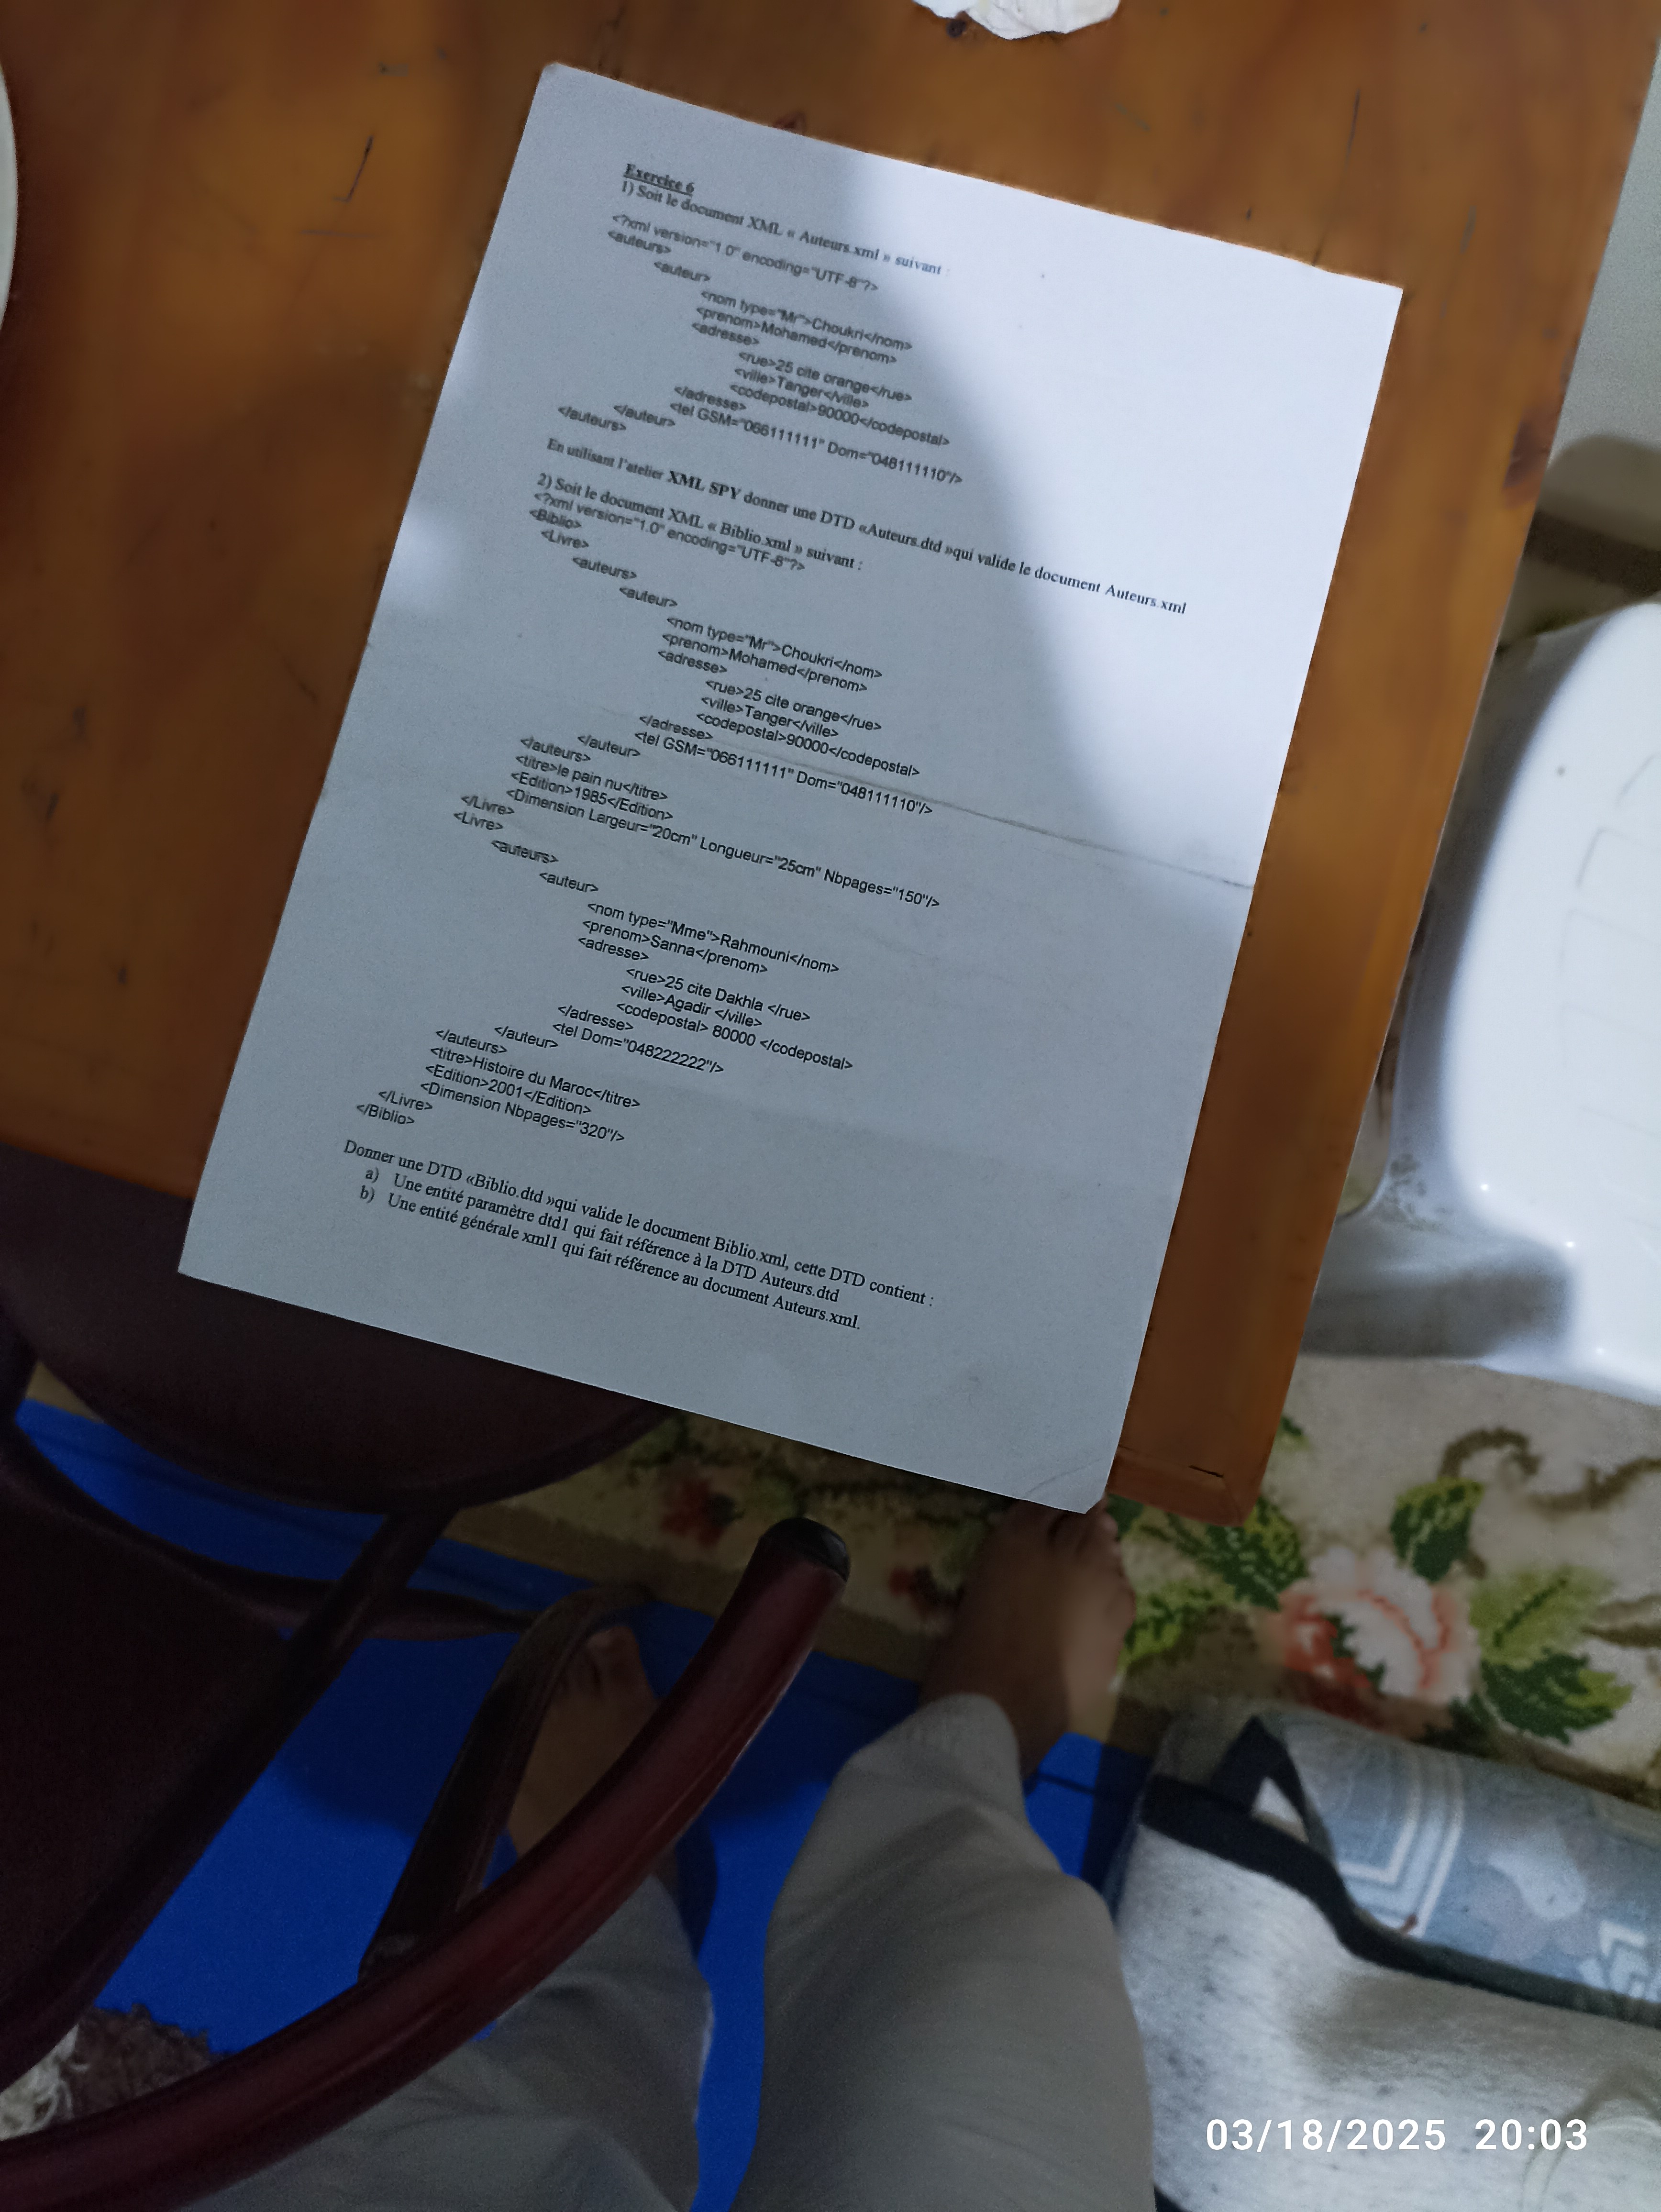 Exercice 6
1) Soit le document XML « Auteurs.xml » suivant :
<?xml version="1.0" encoding="UTF-8"?>
<auteurs>
<auteur>
<nom type="Mr">Choukri</nom>
<prenom>Mohamed</prenom>
<adresse>
<rue>25 cite orange</rue>
<ville>Tanger</ville>
<codepostal>90000</codepostal>
</adresse>
<tel GSM="066111111" Dom="048111110"/>
</auteur>
</auteurs>
En utilisant l'atelier XML SPY donner une DTD «Auteurs.dtd »qui valide le document Auteurs.xml
2) Soit le document XML « Biblio.xml » suivant :
<?xml version="1.0" encoding="UTF-8"?>
<Biblio>
<Livre>
<auteurs>
<auteur>
<nom type="Mr">Choukri</nom>
<prenom>Mohamed</prenom>
<adresse>
<rue>25 cite orange</rue>
<ville>Tanger</ville>
<codepostal>90000</codepostal>
</adresse>
<tel GSM="066111111" Dom="048111110"/>
</auteur>
</auteurs>
<titre>le pain nu</titre>
<Edition>1985</Edition>
<Dimension Largeur="20cm" Longueur="25cm" Nbpages="150"/>
</Livre>
<Livre>
<auteurs>
<auteur>
<nom type="Mme">Rahmouni</nom>
<prenom>Sanna</prenom>
<adresse>
<rue>25 cite Dakhla </rue>
<ville>Agadir </ville>
<codepostal> 80000 </codepostal>
</adresse>
<tel Dom="048222222"/>
</auteur>
</auteurs>
<titre>Histoire du Maroc</titre>
<Edition>2001</Edition>
<Dimension Nbpages="320"/>
</Livre>
</Biblio>
Donner une DTD «Biblio.dtd »qui valide le document Biblio.xml, cette DTD contient :
a) Une entité paramètre dtd1 qui fait référence à la DTD Auteurs.dtd
b) Une entité générale xml1 qui fait référence au document Auteurs.xml.
03/18/2025 20:03